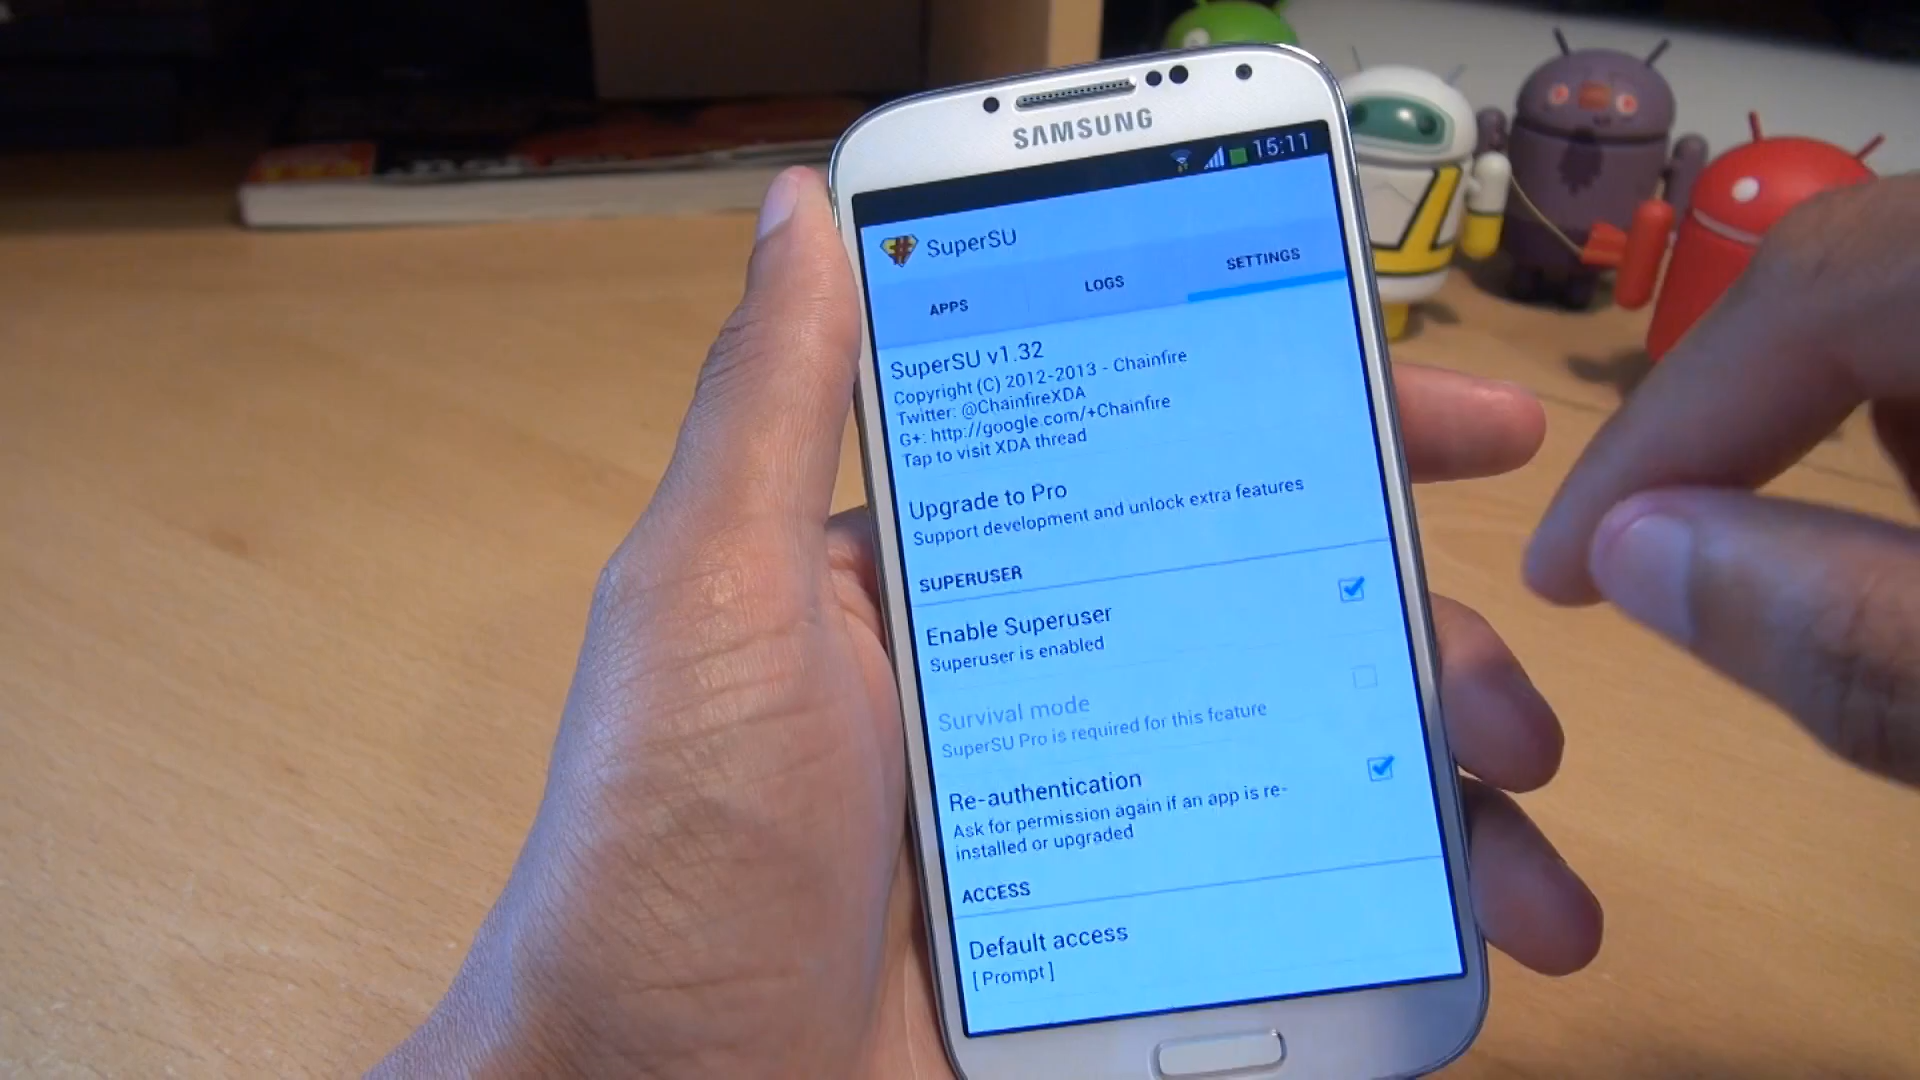 SAMSUNG
15:11
SuperSU
APPS
LOGS
SETTINGS
SuperSU v1.32
Copyright (C) 2012-2013 - Chainfire
Twitter: @ChainfireXDA
G+: http://google.com/+Chainfire
Tap to visit XDA thread
Upgrade to Pro
Support development and unlock extra features
SUPERUSER
Enable Superuser
Superuser is enabled
Survival mode
SuperSU Pro is required for this feature
Re-authentication
Ask for permission again if an app is re-
installed or upgraded
ACCESS
Default access
[ Prompt ]